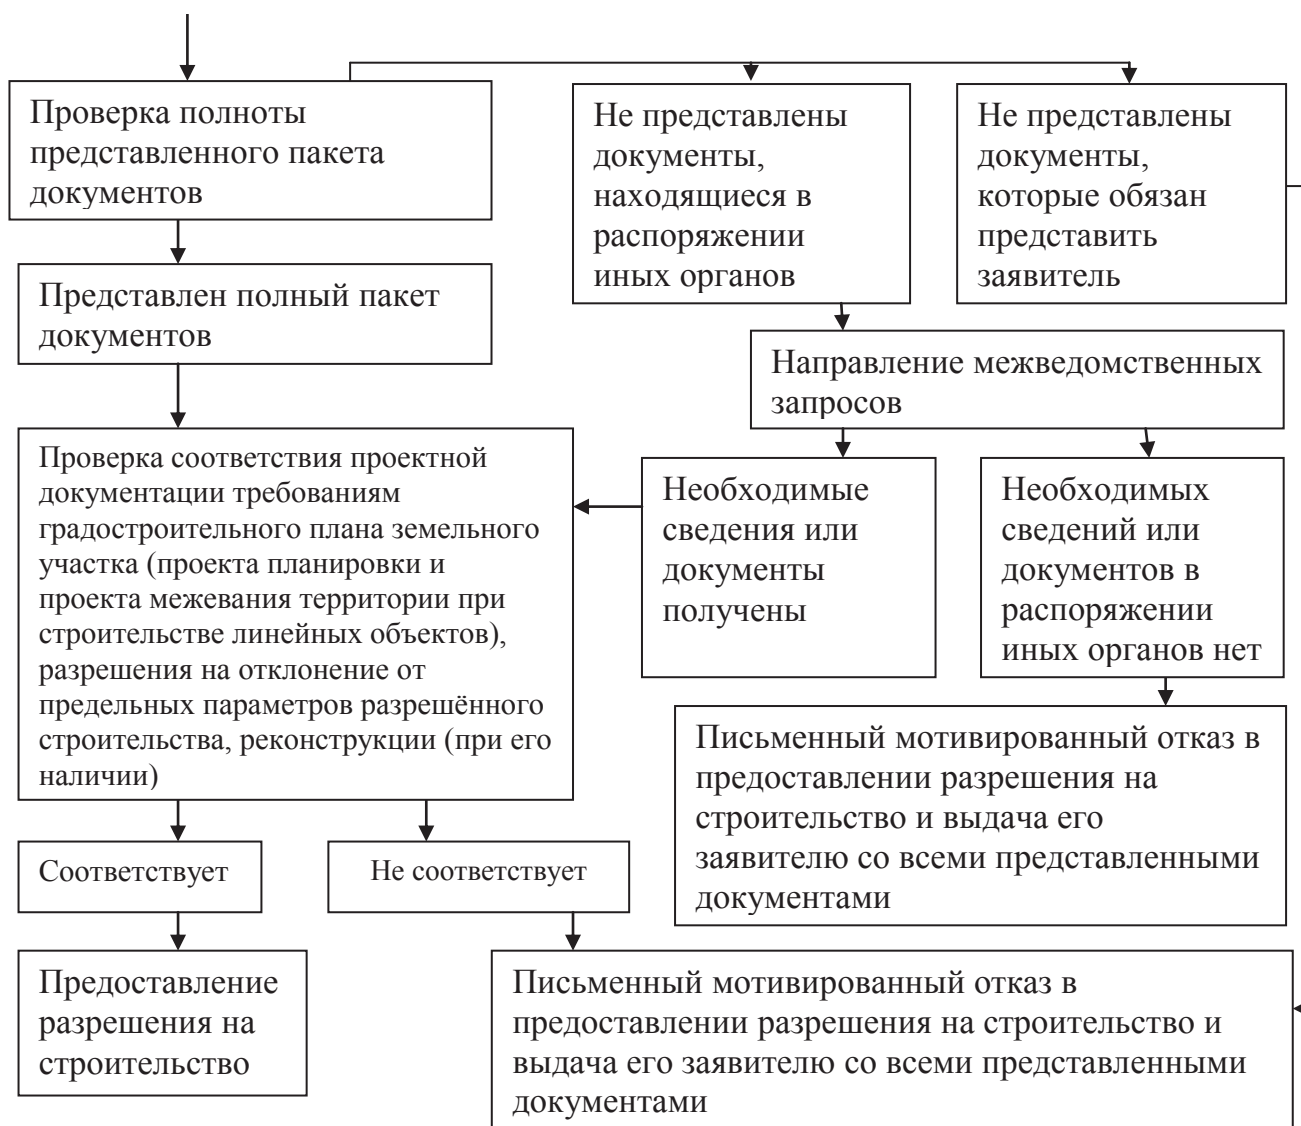 Проверка полноты
представленного пакета
документов
Не представлены
документы,
находящиеся в
распоряжении
иных органов
Не представлены
документы,
которые обязан
представить
заявитель
Представлен полный пакет
документов
Направление межведомственных
запросов
Проверка соответствия проектной
документации требованиям
градостроительного плана земельного
участка (проекта планировки и
проекта межевания территории при
строительстве линейных объектов),
разрешения на отклонение от
предельных параметров разрешённого
строительства, реконструкции (при его
наличии)
Необходимые
сведения или
документы
получены
Необходимых
сведений или
документов в
распоряжении
иных органов нет
Письменный мотивированный отказ в
предоставлении разрешения на
строительство и выдача его
заявителю со всеми представленными
документами
Соответствует
Не соответствует
Предоставление
разрешения на
строительство
Письменный мотивированный отказ в
предоставлении разрешения на строительство и
выдача его заявителю со всеми представленными
документами